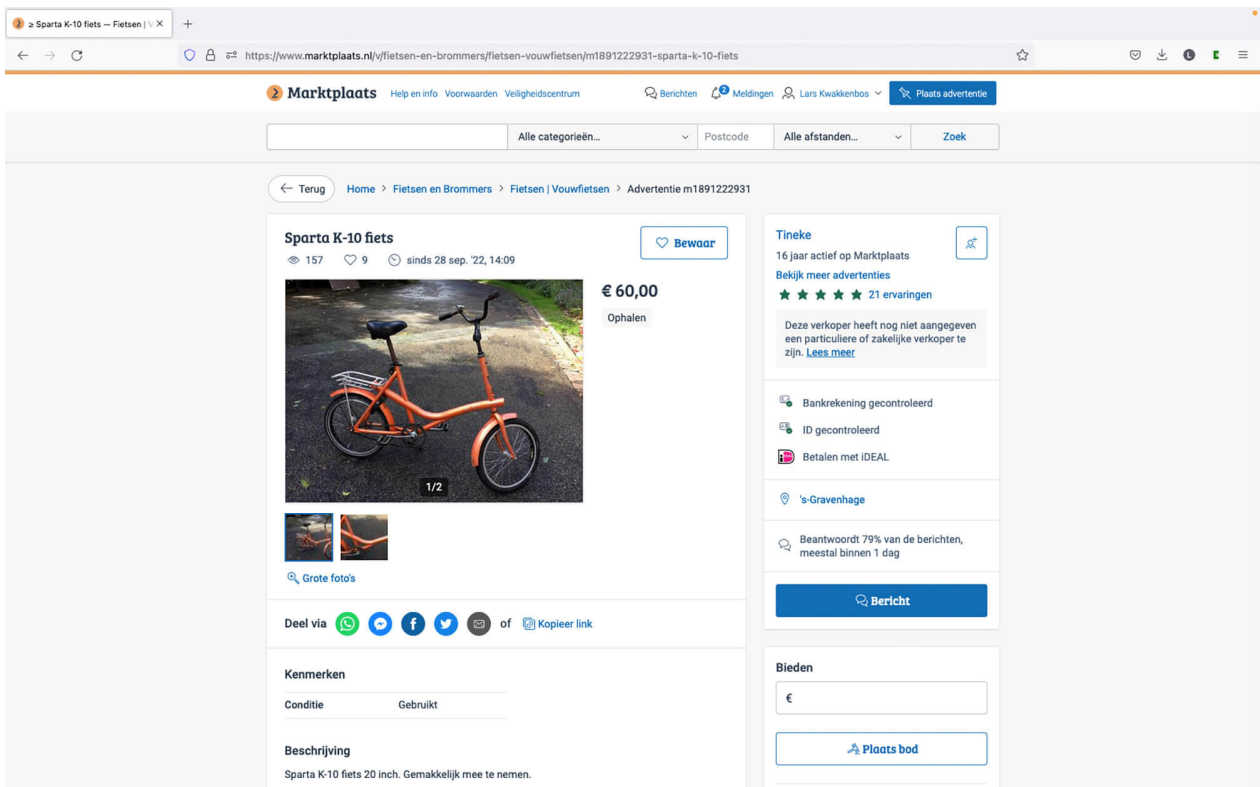 ≥ Sparta K-10 fiets — Fietsen | V
https://www.marktplaats.nl/v/fietsen-en-brommers/fietsen-vouwfietsen/m1891222931-sparta-k-10-fiets
Marktplaats Help en info Voorwaarden Veiligheidscentrum Berichten 2 Meldingen Lars Kwakkenbos Plaats advertentie
Alle categorieën... Postcode Alle afstanden... Zoek
Terug Home > Fietsen en Brommers > Fietsen | Vouwfietsen > Advertentie m1891222931
Sparta K-10 fiets
Bewaar
157 9 sinds 28 sep. '22, 14:09
€ 60,00
Ophalen
1/2
Grote foto's
Deel via of Kopieer link
Kenmerken
Conditie Gebruikt
Beschrijving
Sparta K-10 fiets 20 inch. Gemakkelijk mee te nemen.
Tineke
16 jaar actief op Marktplaats
Bekijk meer advertenties
21 ervaringen
Deze verkoper heeft nog niet aangegeven
een particuliere of zakelijke verkoper te
zijn. Lees meer
Bankrekening gecontroleerd
ID gecontroleerd
Betalen met iDEAL
's-Gravenhage
Beantwoordt 79% van de berichten,
meestal binnen 1 dag
Bericht
Bieden
€
Plaats bod